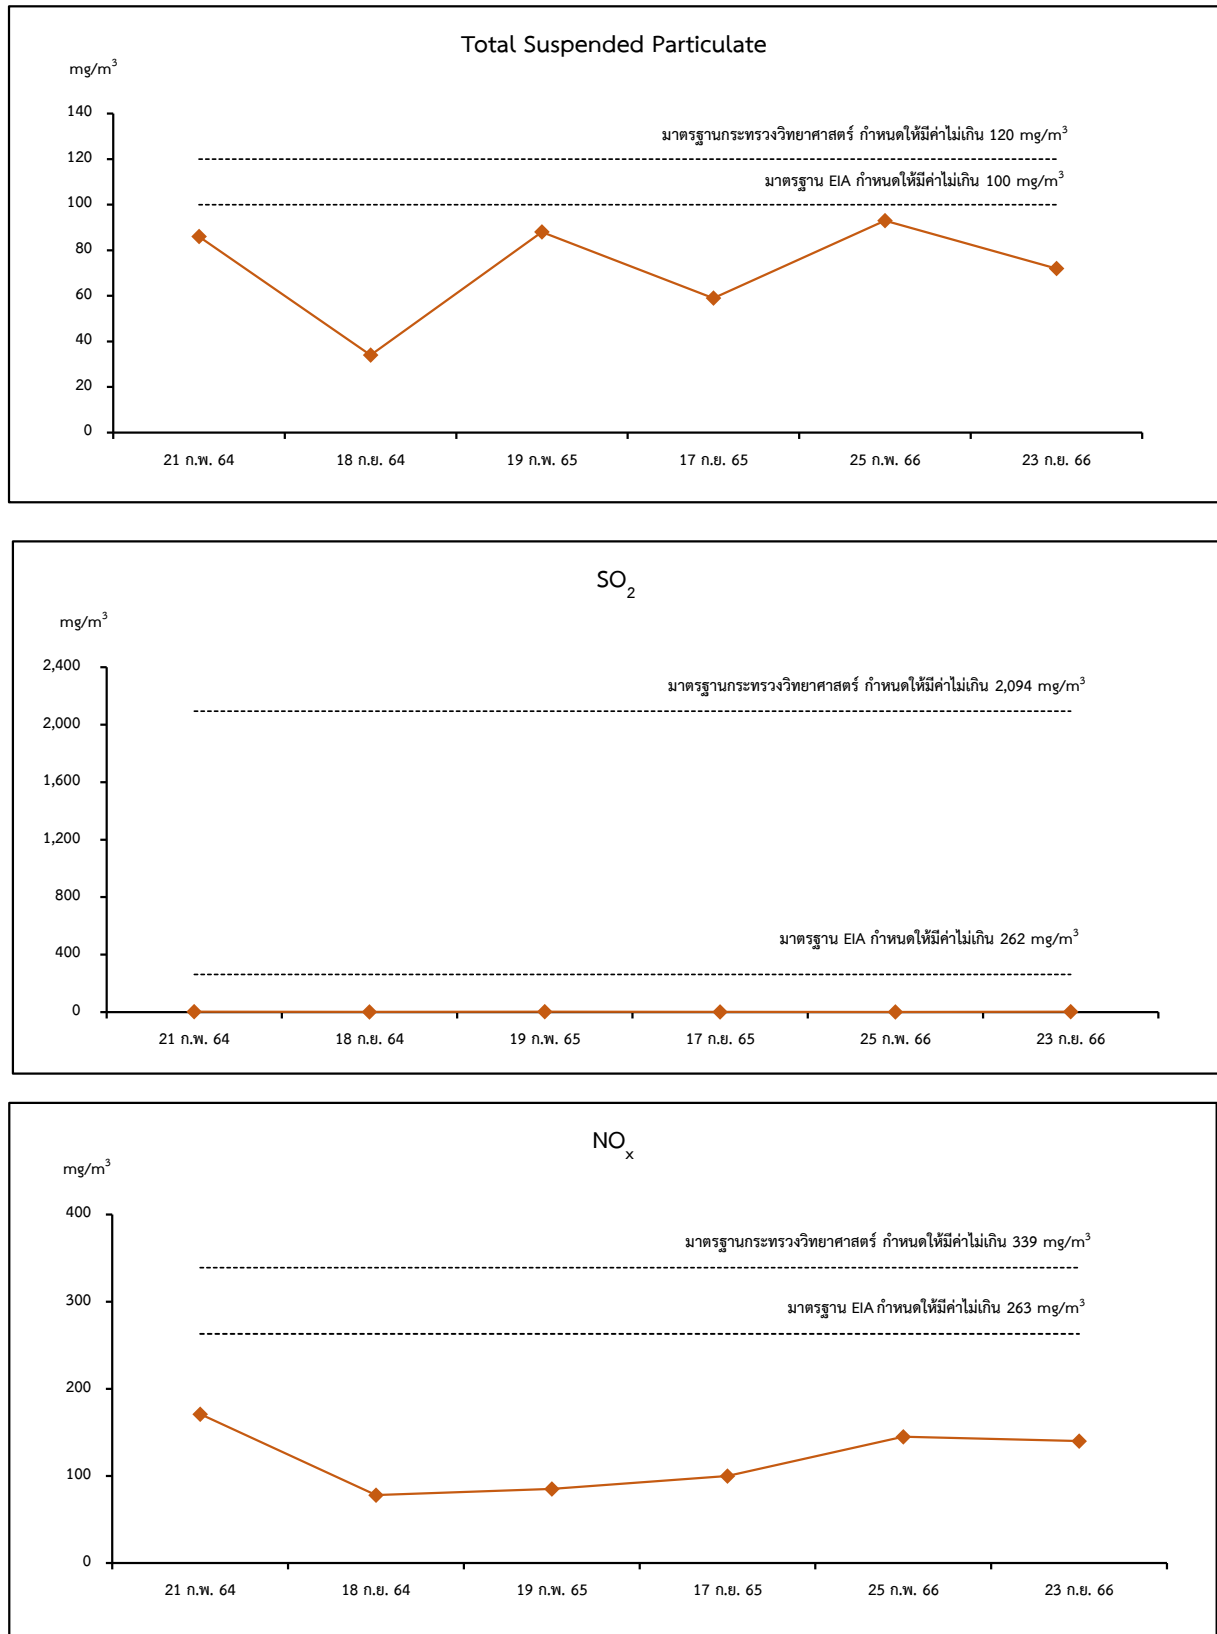 Total Suspended Particulate
mg/m³
140
มาตรฐานกระทรวงวิทยาศาสตร์ กำหนดให้มีค่าไม่เกิน 120 mg/m³
120
มาตรฐาน EIA กำหนดให้มีค่าไม่เกิน 100 mg/m³
100
80
60
40
20
0
21 ก.พ. 64 18 ก.ย. 64 19 ก.พ. 65 17 ก.ย. 65 25 ก.พ. 66 23 ก.ย. 66
SO₂
mg/m³
2,400
มาตรฐานกระทรวงวิทยาศาสตร์ กำหนดให้มีค่าไม่เกิน 2,094 mg/m³
2,000
1,600
1,200
800
มาตรฐาน EIA กำหนดให้มีค่าไม่เกิน 262 mg/m³
400
0
21 ก.พ. 64 18 ก.ย. 64 19 ก.พ. 65 17 ก.ย. 65 25 ก.พ. 66 23 ก.ย. 66
NOₓ
mg/m³
400
มาตรฐานกระทรวงวิทยาศาสตร์ กำหนดให้มีค่าไม่เกิน 339 mg/m³
300
มาตรฐาน EIA กำหนดให้มีค่าไม่เกิน 263 mg/m³
200
100
0
21 ก.พ. 64 18 ก.ย. 64 19 ก.พ. 65 17 ก.ย. 65 25 ก.พ. 66 23 ก.ย. 66